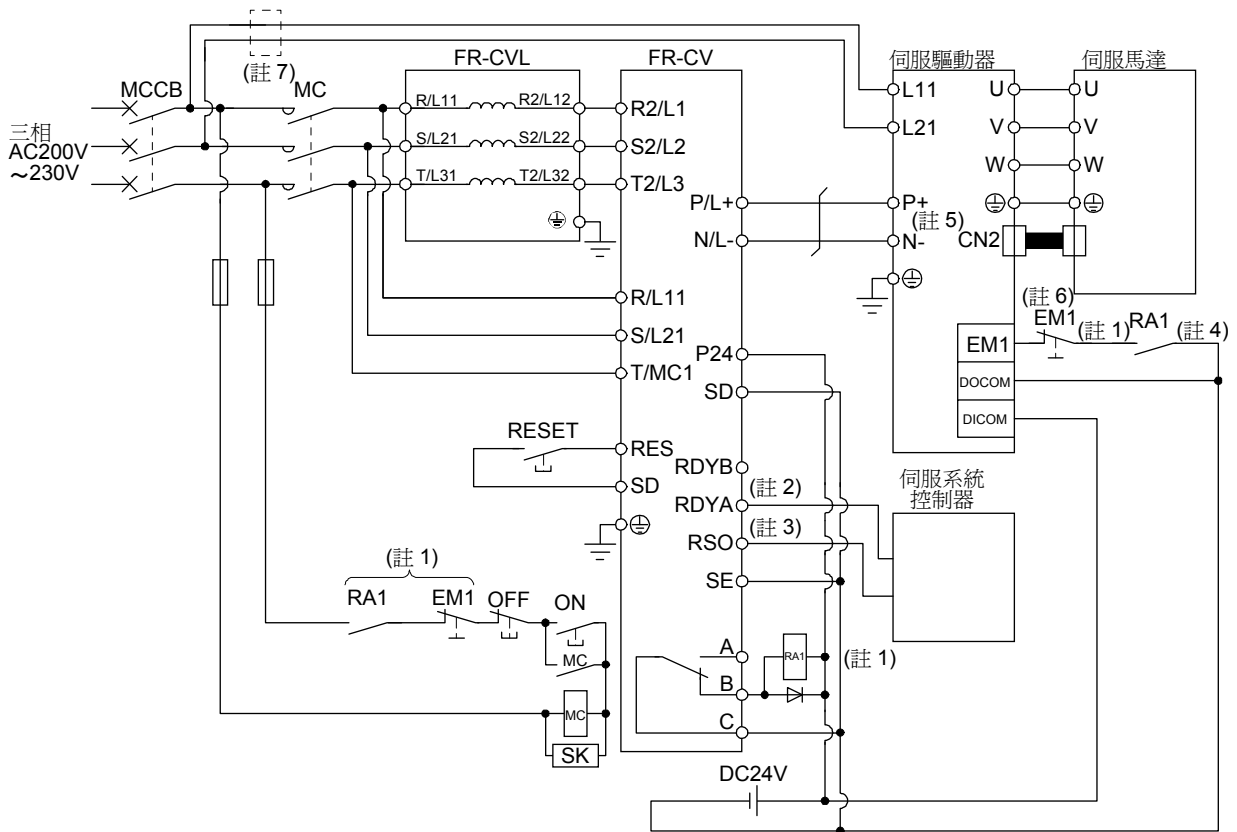 (註 7)
MCCB
MC
三相
AC200V
～230V
FR-CVL
R/L11 R2/L12
S/L21 S2/L22
T/L31 T2/L32
FR-CV
R2/L1
S2/L2
T2/L3
P/L+
N/L-
R/L11
S/L21
T/MC1
P24
SD
RESET
RES
SD
RDYB
RDYA
(註 2)
RSO
(註 3)
SE
A
B
C
伺服驅動器
L11
L21
U
V
W
P+
(註 5)
N-
CN2
伺服馬達
U
V
W
(註 6)
EM1
(註 1)
RA1
(註 4)
EM1
DOCOM
DICOM
伺服系統
控制器
(註 1)
RA1
EM1
OFF
ON
MC
MC
SK
RA1
(註 1)
DC24V